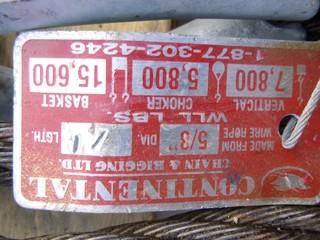 CONTINENTAL
CHAIN & RIGGING LTD
MADE FROM WIRE ROPE 5/8" DIA. LGTH.
WLL LBS.
VERTICAL CHOKER BASKET
7,800 5,800 15,600
1-877-302-4246